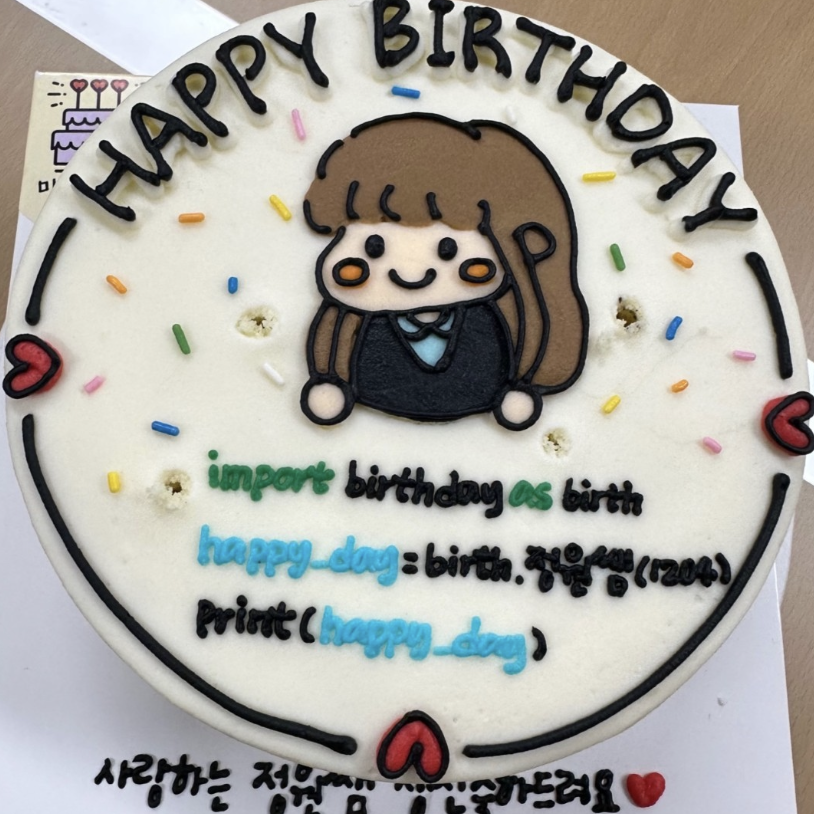 HAPPY BIRTHDAY
import birthday as birth
happy_day=birth.정원쌤(1204)
Print(happy_day)
사랑하는 정원쌤